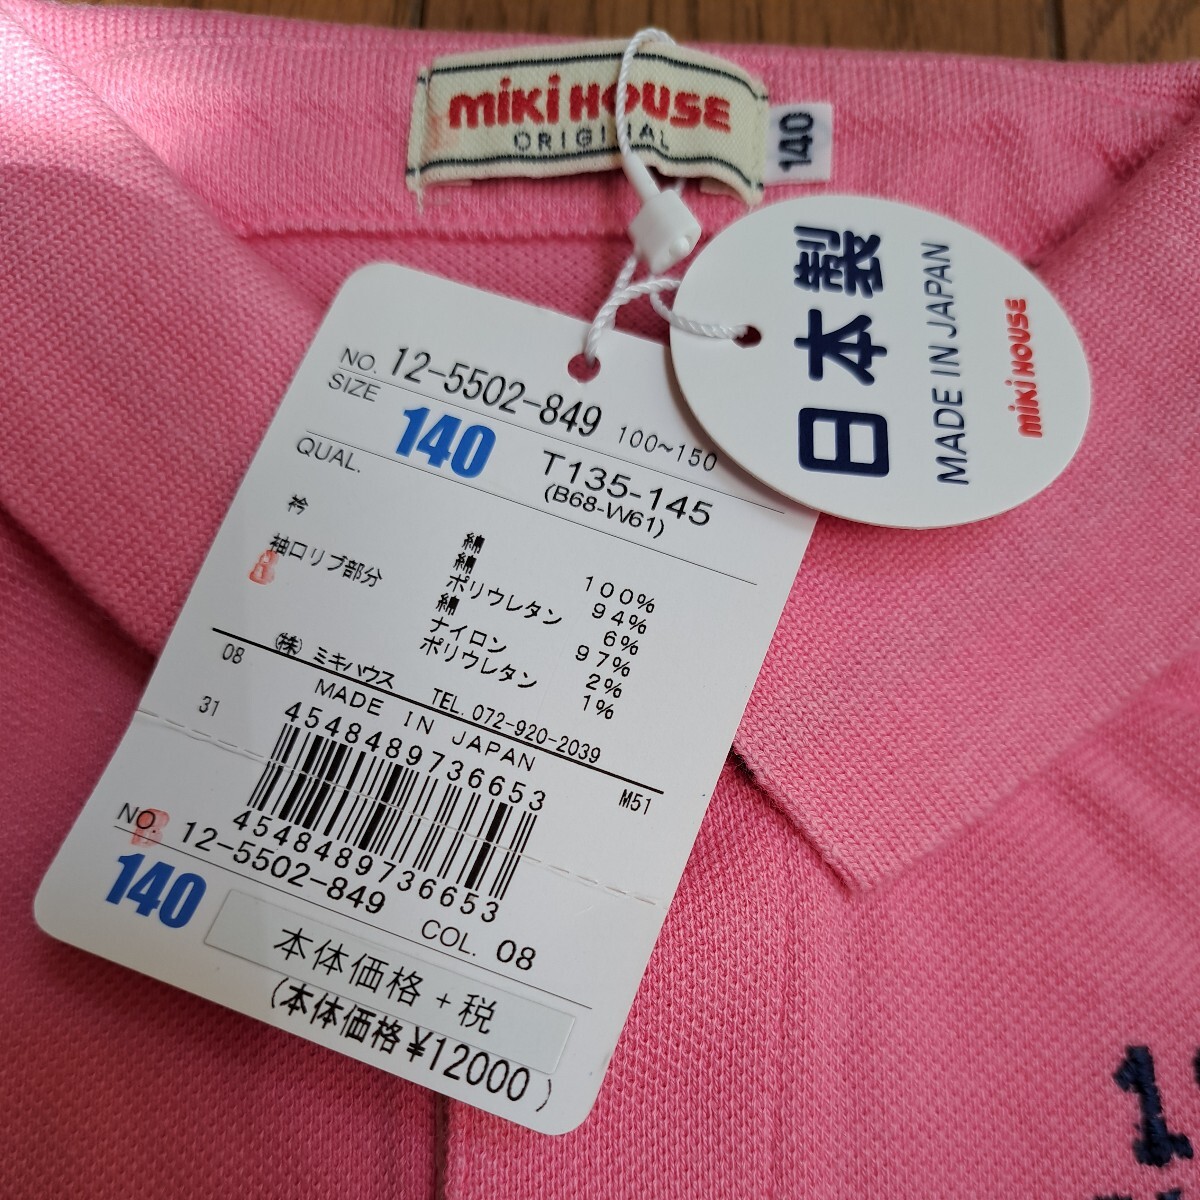 miki HOUSE
ORIGINAL
140
日本製
MADE IN JAPAN
miki HOUSE
NO. 12-5502-849 100~150
SIZE 140 T135-145
(B68-W61)
QUAL.
綿 100%
衿 綿 94%
ポリウレタン 6%
袖口リブ部分 綿 97%
ナイロン 2%
ポリウレタン 1%
(株)ミキハウス TEL. 072-920-2039
08 MADE IN JAPAN M51
31
4548489736653
4548489736653
NO. 12-5502-849
140 COL. 08
本体価格+税
(本体価格¥12000)
1